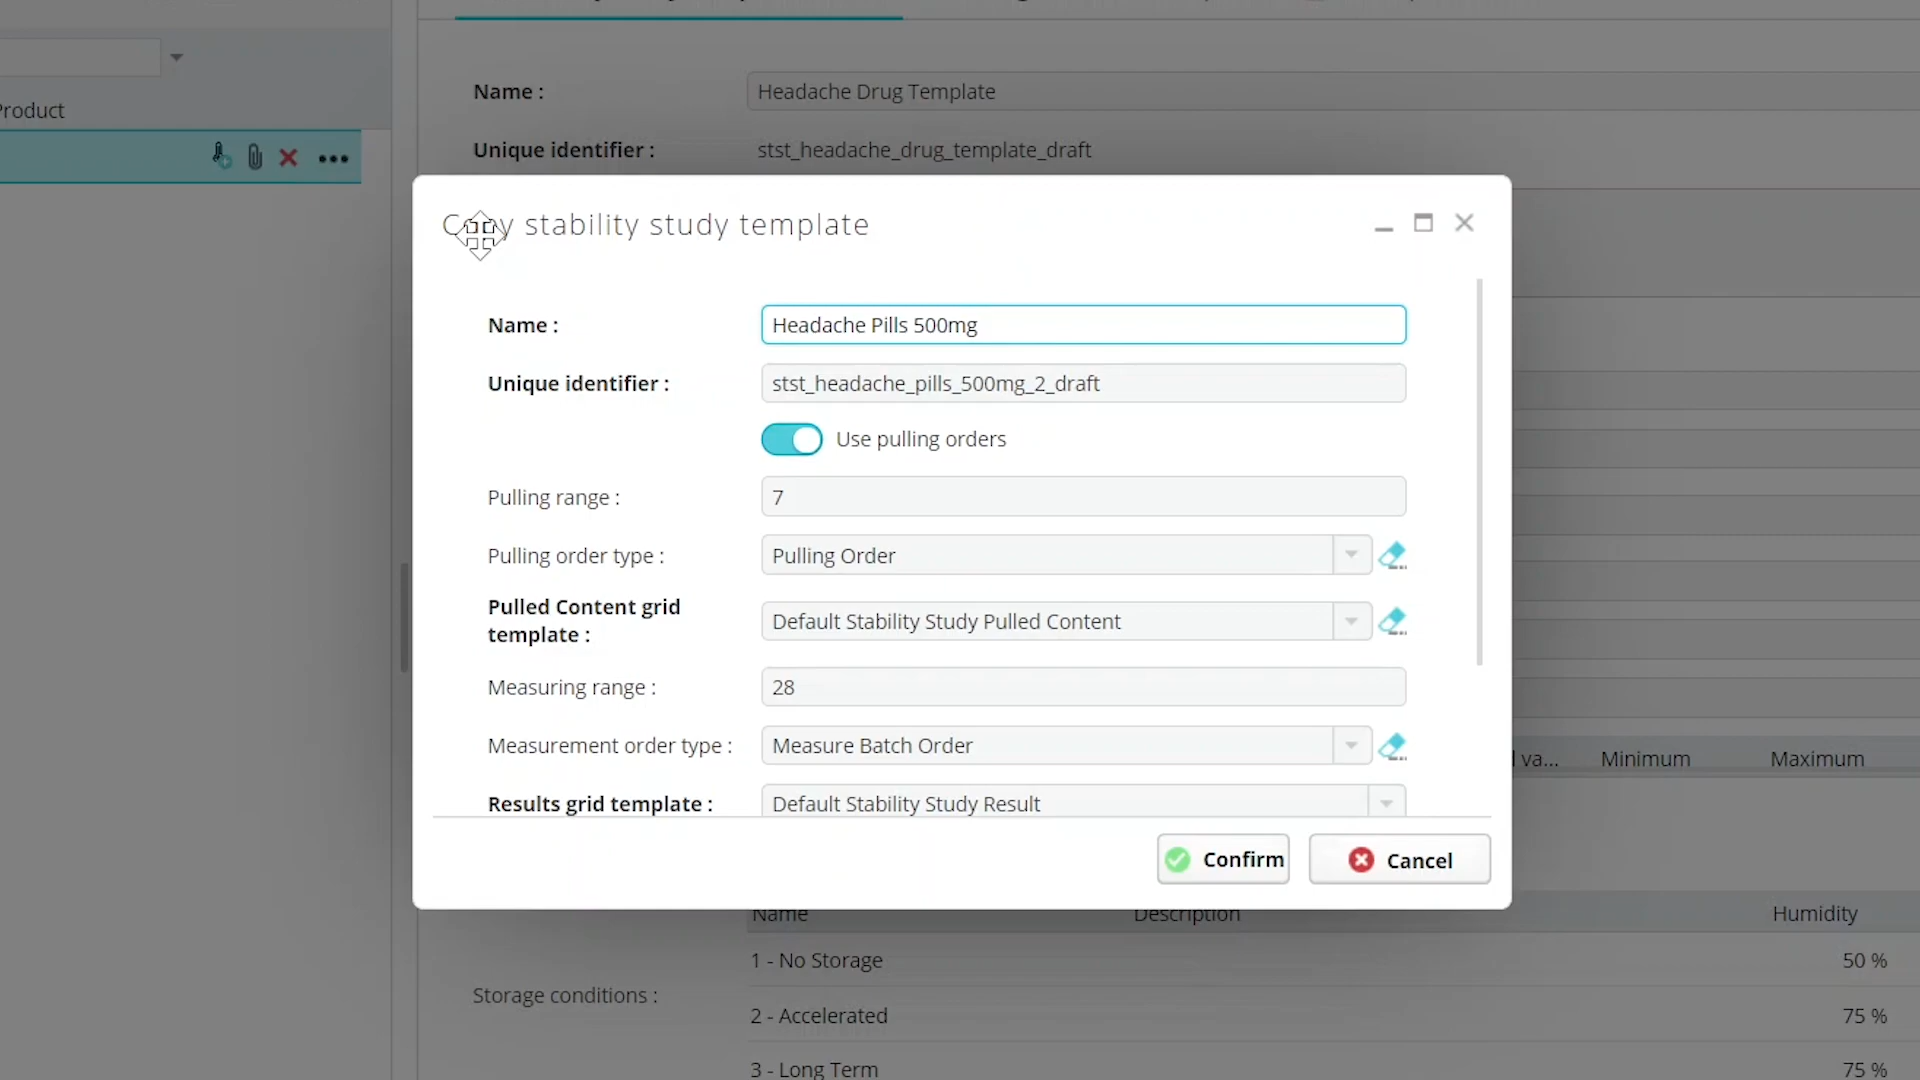 Product
Name :
Headache Drug Template
Unique identifier :
stst_headache_drug_template_draft
Copy stability study template
Name :
Headache Pills 500mg
Unique identifier :
stst_headache_pills_500mg_2_draft
Use pulling orders
Pulling range :
7
Pulling order type :
Pulling Order
Pulled Content grid
template :
Default Stability Study Pulled Content
Measuring range :
28
Measurement order type :
Measure Batch Order
Results grid template :
Default Stability Study Result
Confirm
Cancel
va...
Minimum
Maximum
Name
Description
Humidity
Storage conditions :
1 - No Storage
50 %
2 - Accelerated
75 %
3 - Long Term
75 %